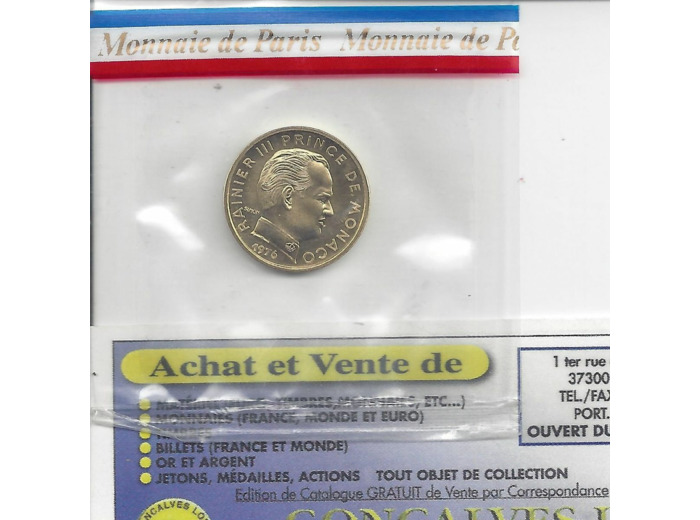 Monnaie de Paris Monnaie de Pa
RAINIER III PRINCE DE MONACO
SIMON
1976
Achat et Vente de
MONNAIES (FRANCE, MONDE ET EURO)
BILLETS (FRANCE ET MONDE)
OR ET ARGENT
JETONS, MÉDAILLES, ACTIONS TOUT OBJET DE COLLECTION
Edition de Catalogue GRATUIT de Vente par Correspondance
1 ter rue
37300
TEL./FAX
PORT.
OUVERT DU
GONCALVES